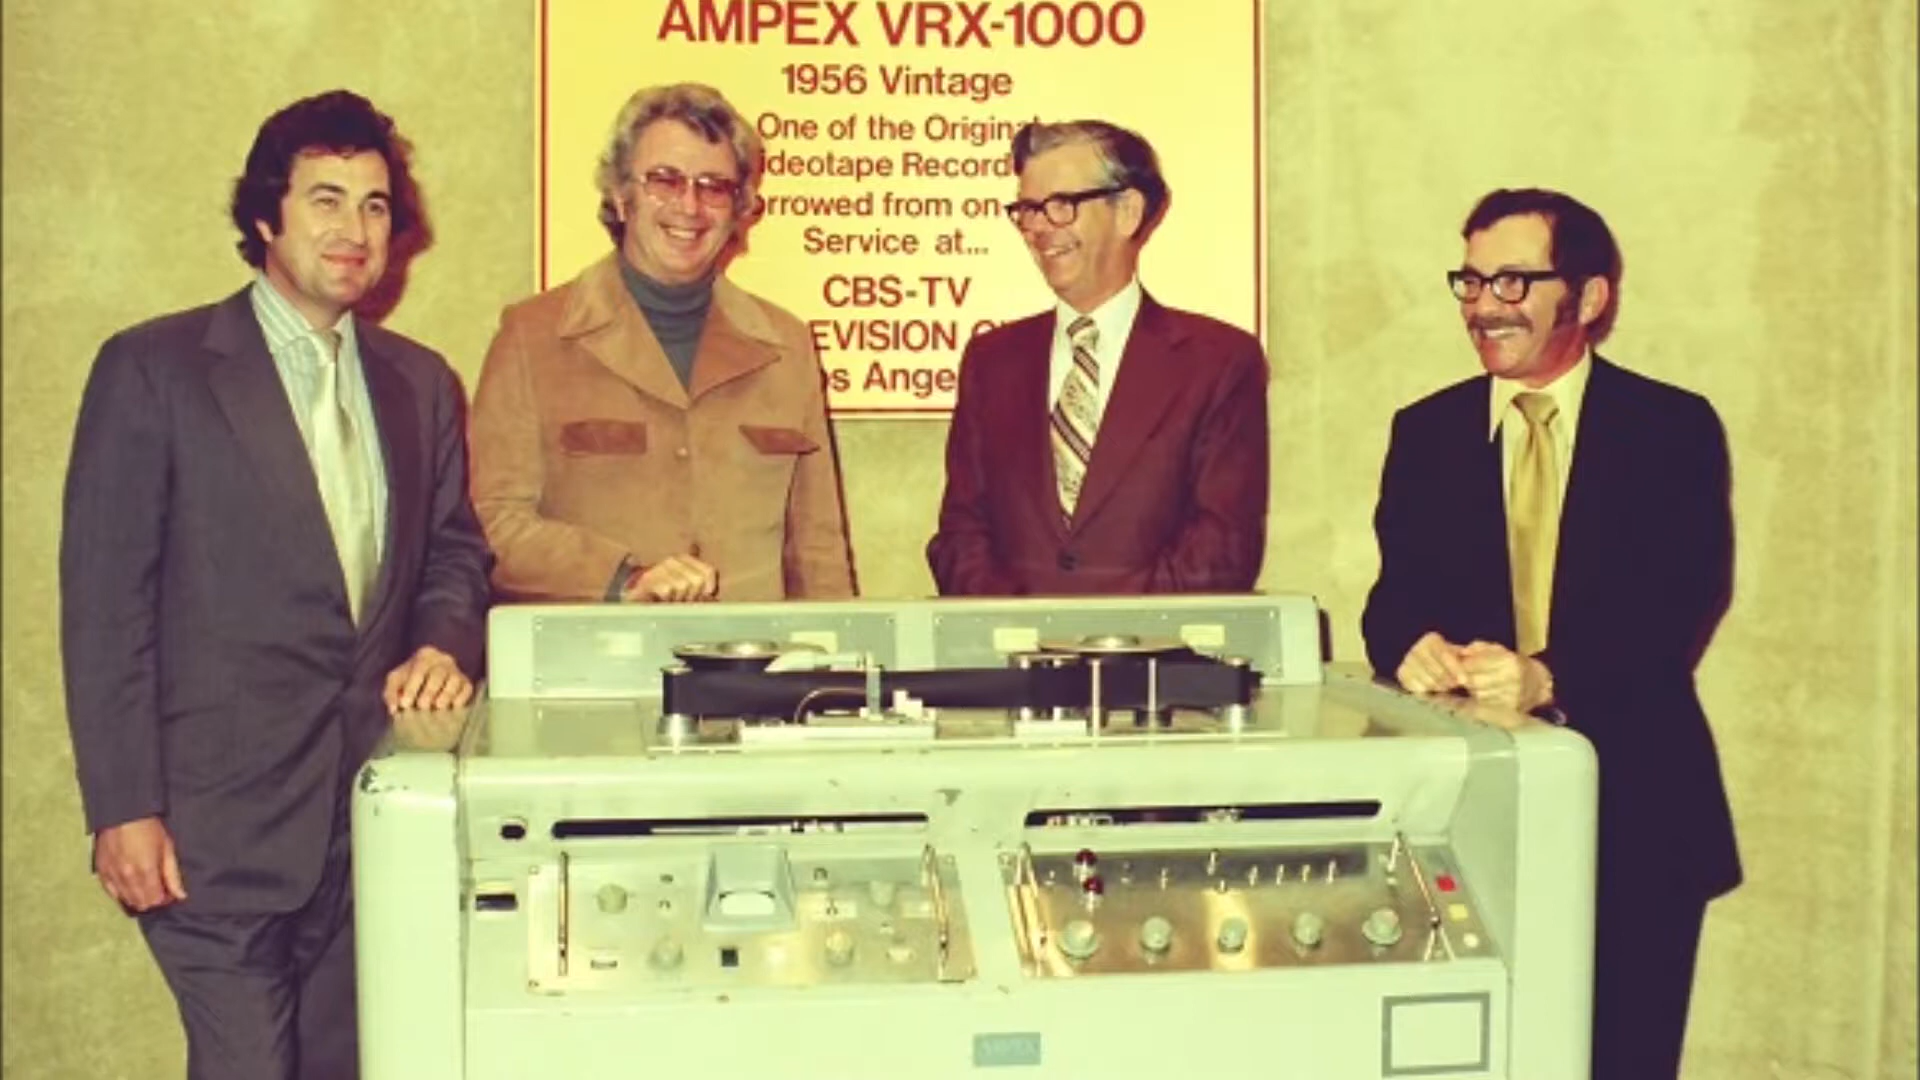 AMPEX VRX-1000
1956 Vintage
One of the Origina
ideotape Record
orrowed from on-
Service at...
CBS-TV
EVISION
os Ange
AMPEX